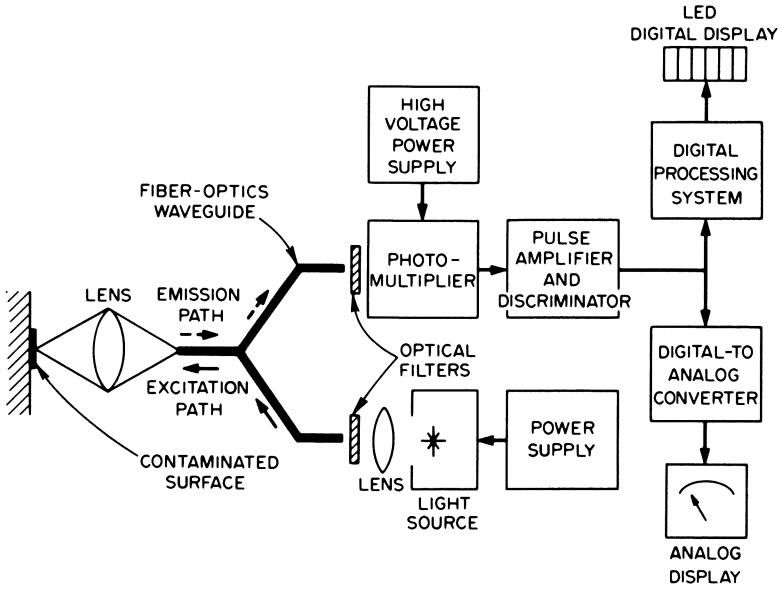 LED
DIGITAL DISPLAY
HIGH
VOLTAGE
POWER
SUPPLY
DIGITAL
PROCESSING
SYSTEM
FIBER-OPTICS
WAVEGUIDE
PHOTO-
MULTIPLIER
PULSE
AMPLIFIER
AND
DISCRIMINATOR
LENS
EMISSION
PATH
EXCITATION
PATH
OPTICAL
FILTERS
DIGITAL-TO
ANALOG
CONVERTER
CONTAMINATED
SURFACE
LENS
LIGHT
SOURCE
POWER
SUPPLY
ANALOG
DISPLAY